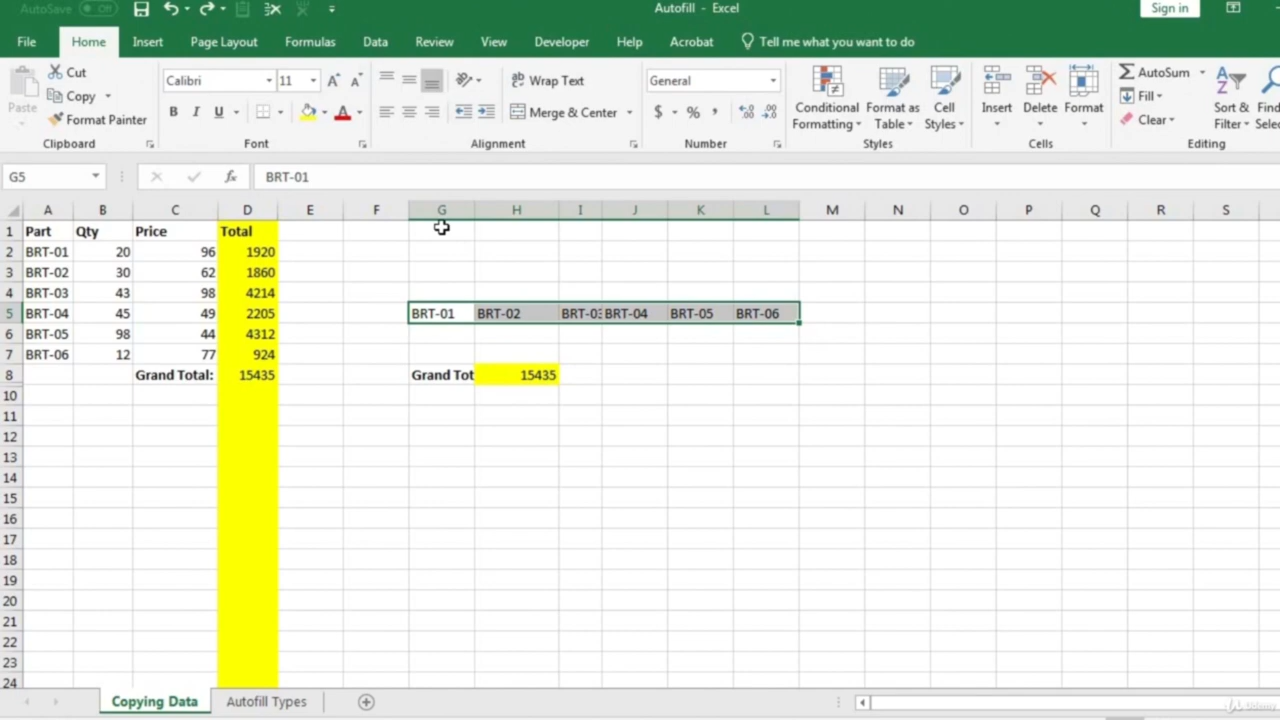 AutoSave Off Autofill - Excel Sign in
File Home Insert Page Layout Formulas Data Review View Developer Help Acrobat Tell me what you want to do
Paste Cut Copy Format Painter
Calibri 11 B I U
Wrap Text Merge & Center
General $ % ,
Conditional Formatting Format as Table Cell Styles
Insert Delete Format
AutoSum Fill Clear Sort & Filter
Clipboard Font Alignment Number Styles Cells Editing
G5 fx BRT-01
A B C D E F G H I J K L M N O P Q R S
1 Part Qty Price Total
2 BRT-01 20 96 1920
3 BRT-02 30 62 1860
4 BRT-03 43 98 4214
5 BRT-04 45 49 2205 BRT-01 BRT-02 BRT-03 BRT-04 BRT-05 BRT-06
6 BRT-05 98 44 4312
7 BRT-06 12 77 924
8 Grand Total: 15435 Grand Tot 15435
10
11
12
13
14
15
16
17
18
19
20
21
22
23
24
Copying Data Autofill Types
Udemy